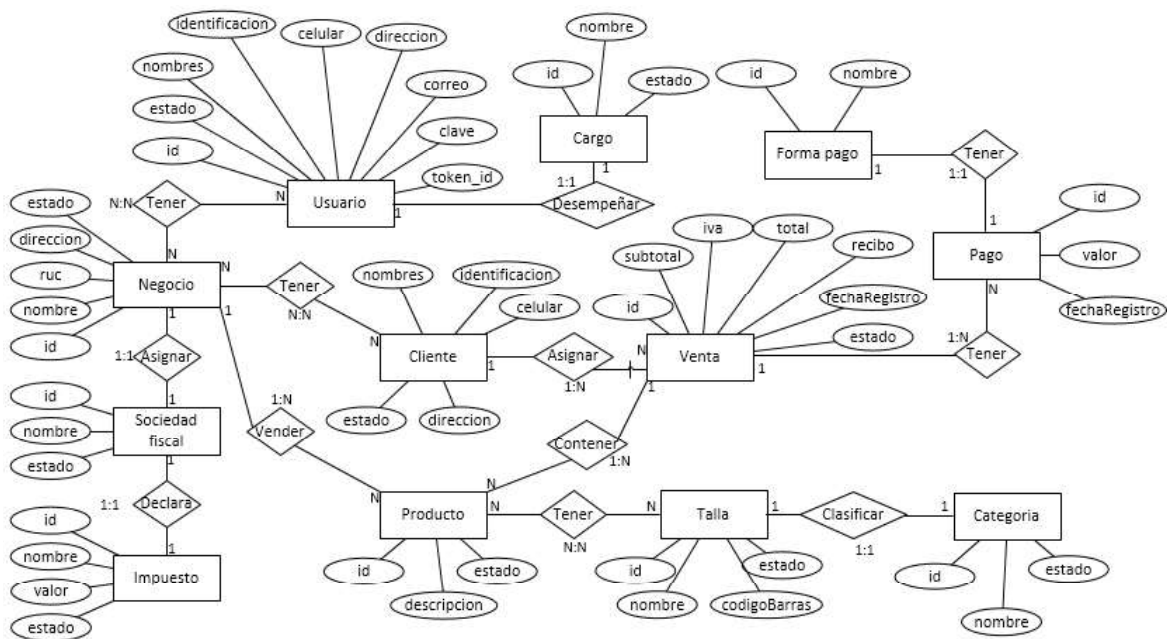 identificacion
celular
direccion
nombre
nombres
id
estado
id
nombre
estado
correo
clave
id
Cargo
Forma pago
Tener
token_id
1
1
1:1
estado
N:N
Tener
N
Usuario
1
1:1
Desempeñar
1
id
direccion
N
N
iva
total
recibo
Pago
valor
ruc
Negocio
Tener
nombres
identificacion
subtotal
N
fechaRegistro
nombre
1
1
N:N
celular
id
fechaRegistro
id
1:1
Asignar
N
Cliente
1
Asignar
N
Venta
estado
1:N
Tener
1:N
1
1
id
1
1:N
estado
direccion
nombre
Sociedad
fiscal
Vender
Contener
estado
1
1:N
1:1
Declara
N
N
id
1
Producto
N
Tener
N
Talla
1
Clasificar
1
Categoria
nombre
Impuesto
N:N
1:1
valor
id
estado
id
estado
id
estado
estado
descripcion
nombre
codigoBarras
nombre